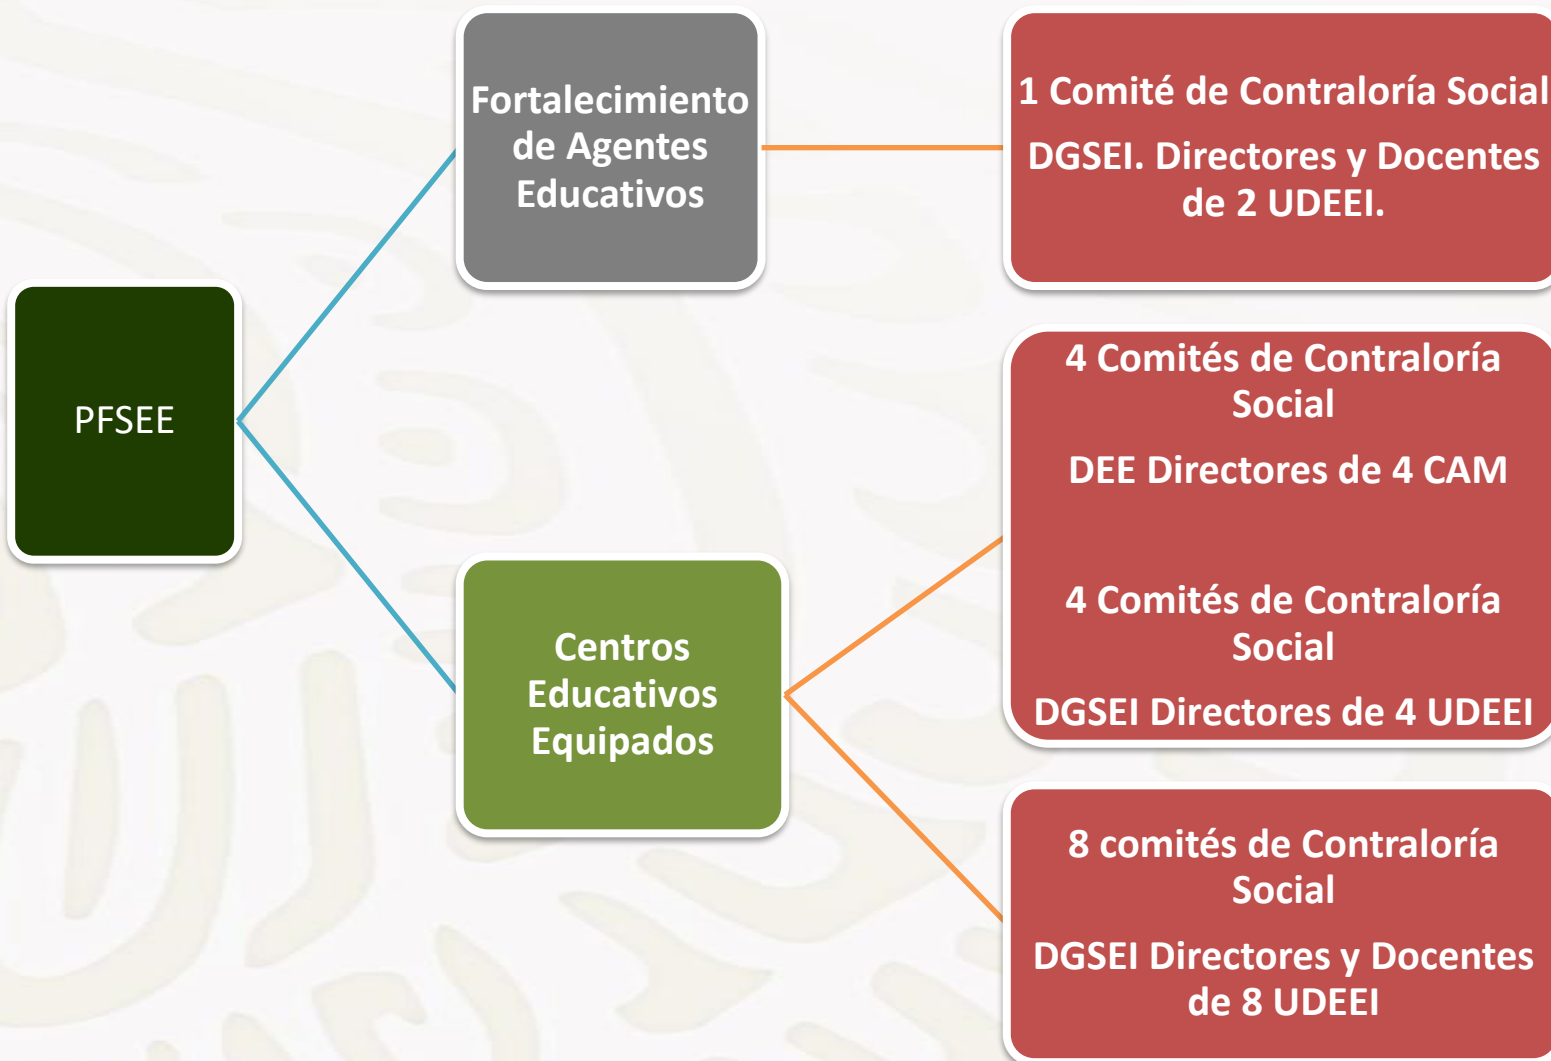 PFSEE
Fortalecimiento
de Agentes
Educativos
1 Comité de Contraloría Social
DGSEI. Directores y Docentes
de 2 UDEEI.
Centros
Educativos
Equipados
4 Comités de Contraloría
Social
DEE Directores de 4 CAM
4 Comités de Contraloría
Social
DGSEI Directores de 4 UDEEI
8 comités de Contraloría
Social
DGSEI Directores y Docentes
de 8 UDEEI